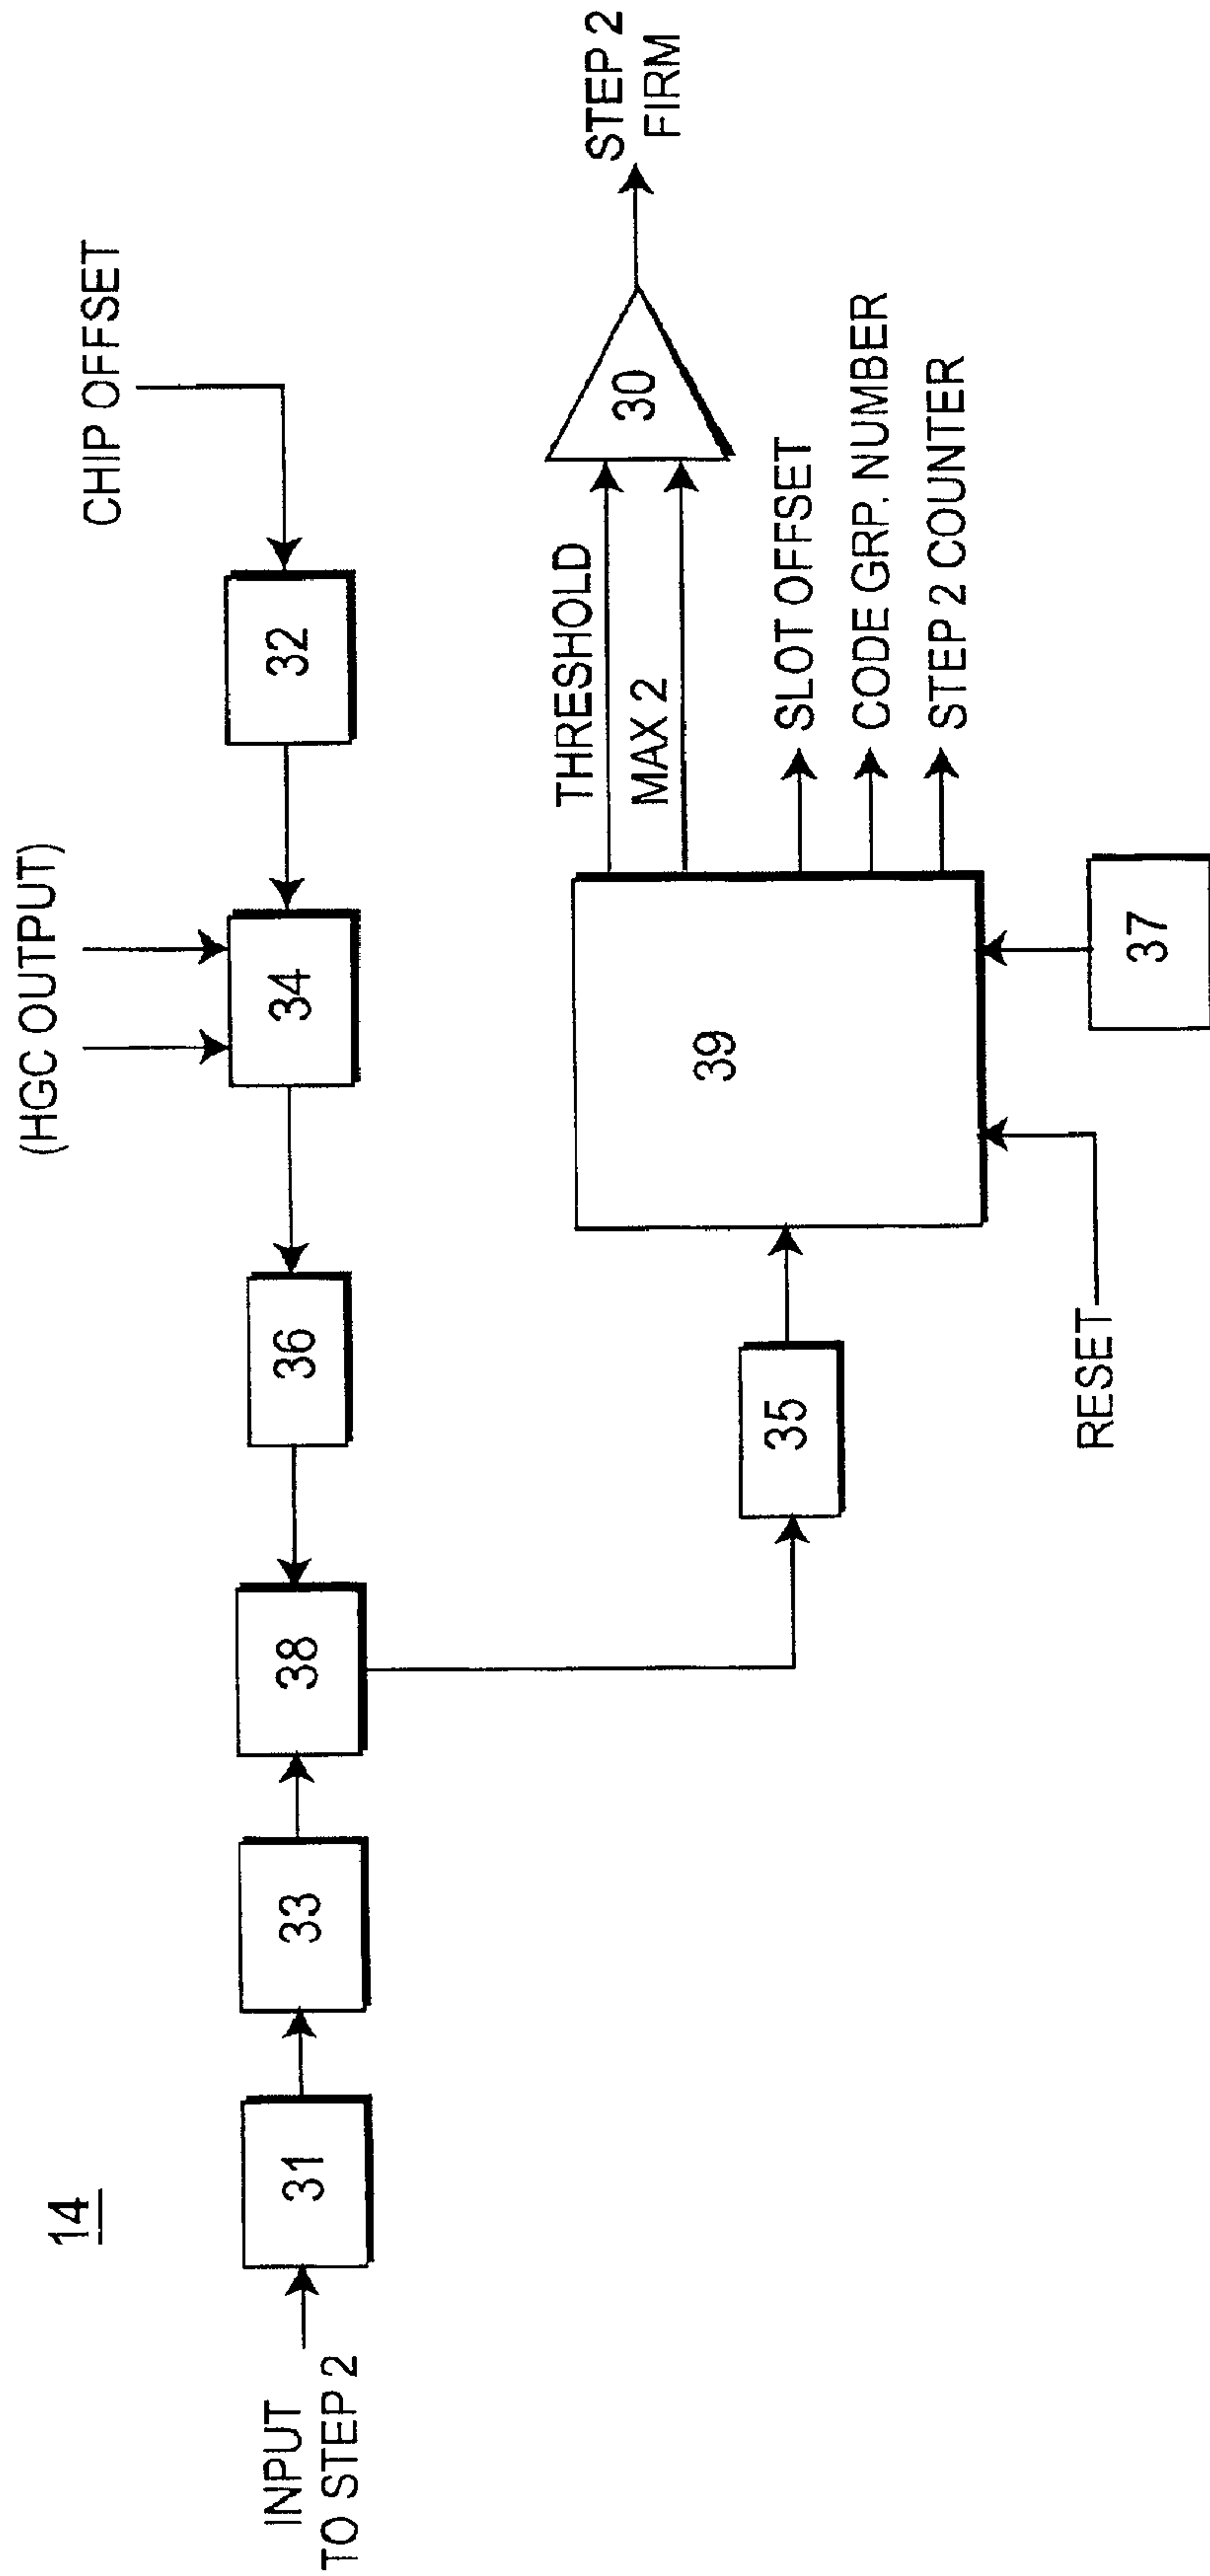 14
(HGC OUTPUT)
CHIP OFFSET
INPUT
TO STEP 2
31
33
38
36
34
32
35
39
THRESHOLD
MAX 2
30
STEP 2
FIRM
SLOT OFFSET
CODE GRP. NUMBER
STEP 2 COUNTER
RESET
37